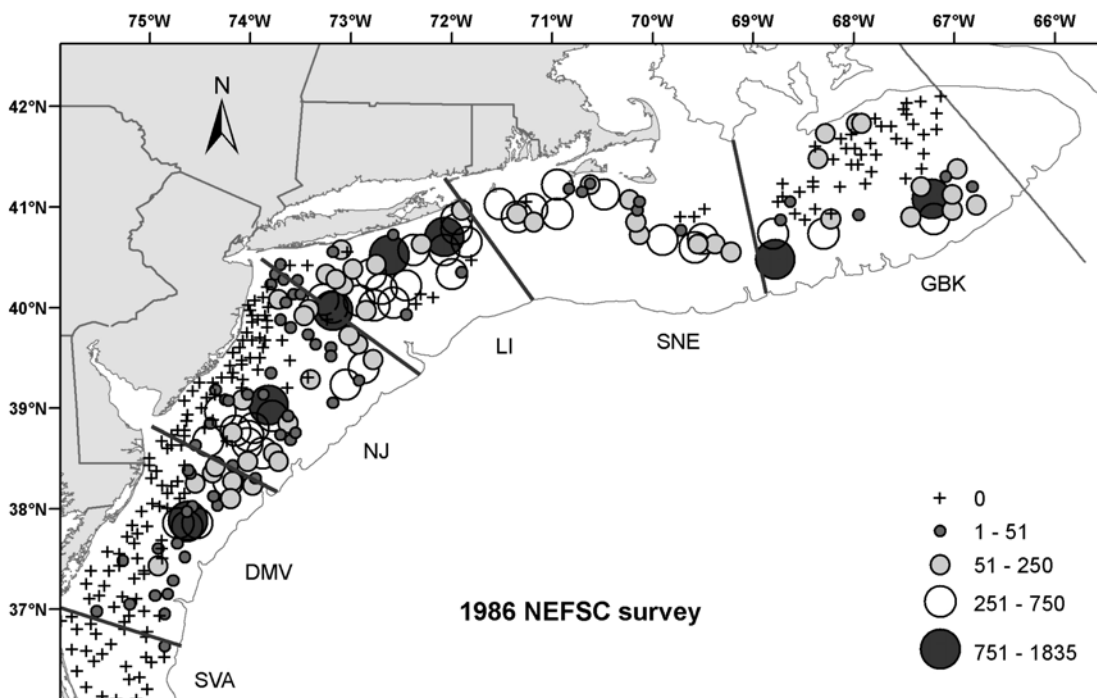 75°W 74°W 73°W 72°W 71°W 70°W 69°W 68°W 67°W 66°W
N
42°N
41°N
40°N
39°N
38°N
37°N
GBK
SNE
LI
NJ
DMV
SVA
1986 NEFSC survey
0
1 - 51
51 - 250
251 - 750
751 - 1835